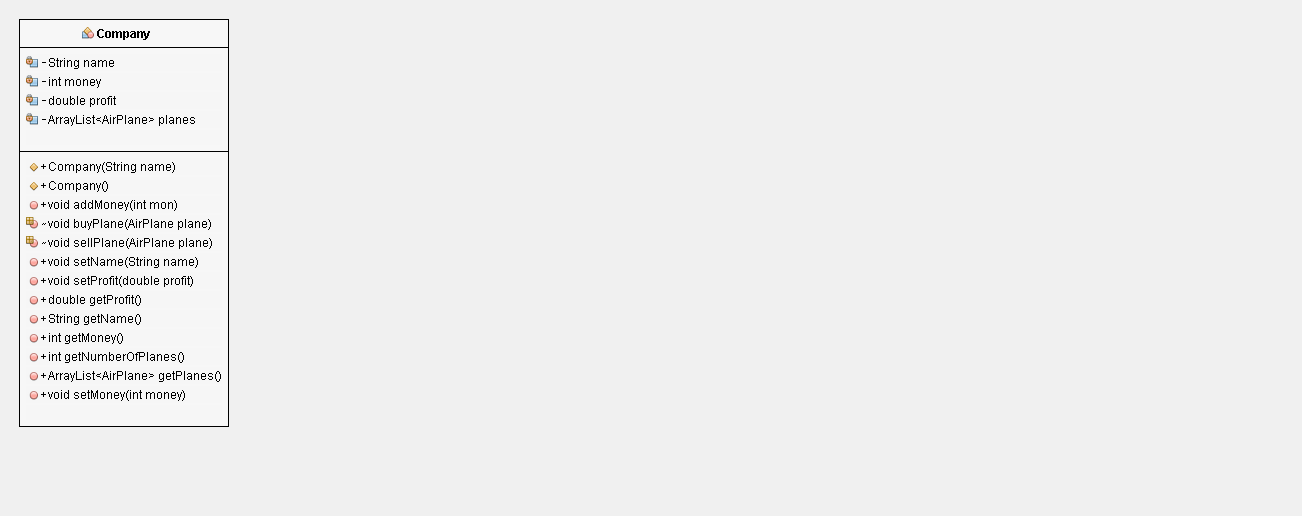 Company
-String name
-int money
-double profit
-ArrayList<AirPlane> planes
+Company(String name)
+Company()
+void addMoney(int mon)
~void buyPlane(AirPlane plane)
~void sellPlane(AirPlane plane)
+void setName(String name)
+void setProfit(double profit)
+double getProfit()
+String getName()
+int getMoney()
+int getNumberOfPlanes()
+ArrayList<AirPlane> getPlanes()
+void setMoney(int money)